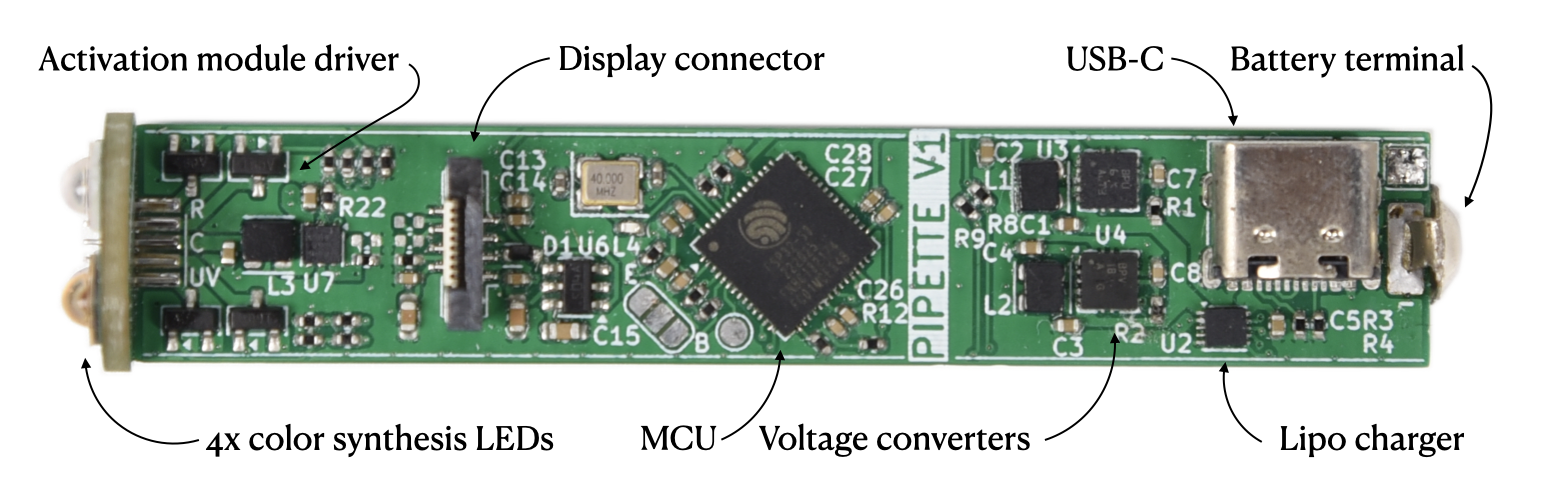 Activation module driver
Display connector
USB-C
Battery terminal
C13
C14
40.000
MHZ
C28
C27
PIPETTE V1
C2 U3
L1
C7
R1
R8 C1
R9
C4
U4
C8
L2
C3
R2
U2
C5 R3
R4
R
C
UV
R22
L3 U7
D1 U6 L4
E
C15
B
C26
R12
4x color synthesis LEDs
MCU
Voltage converters
Lipo charger